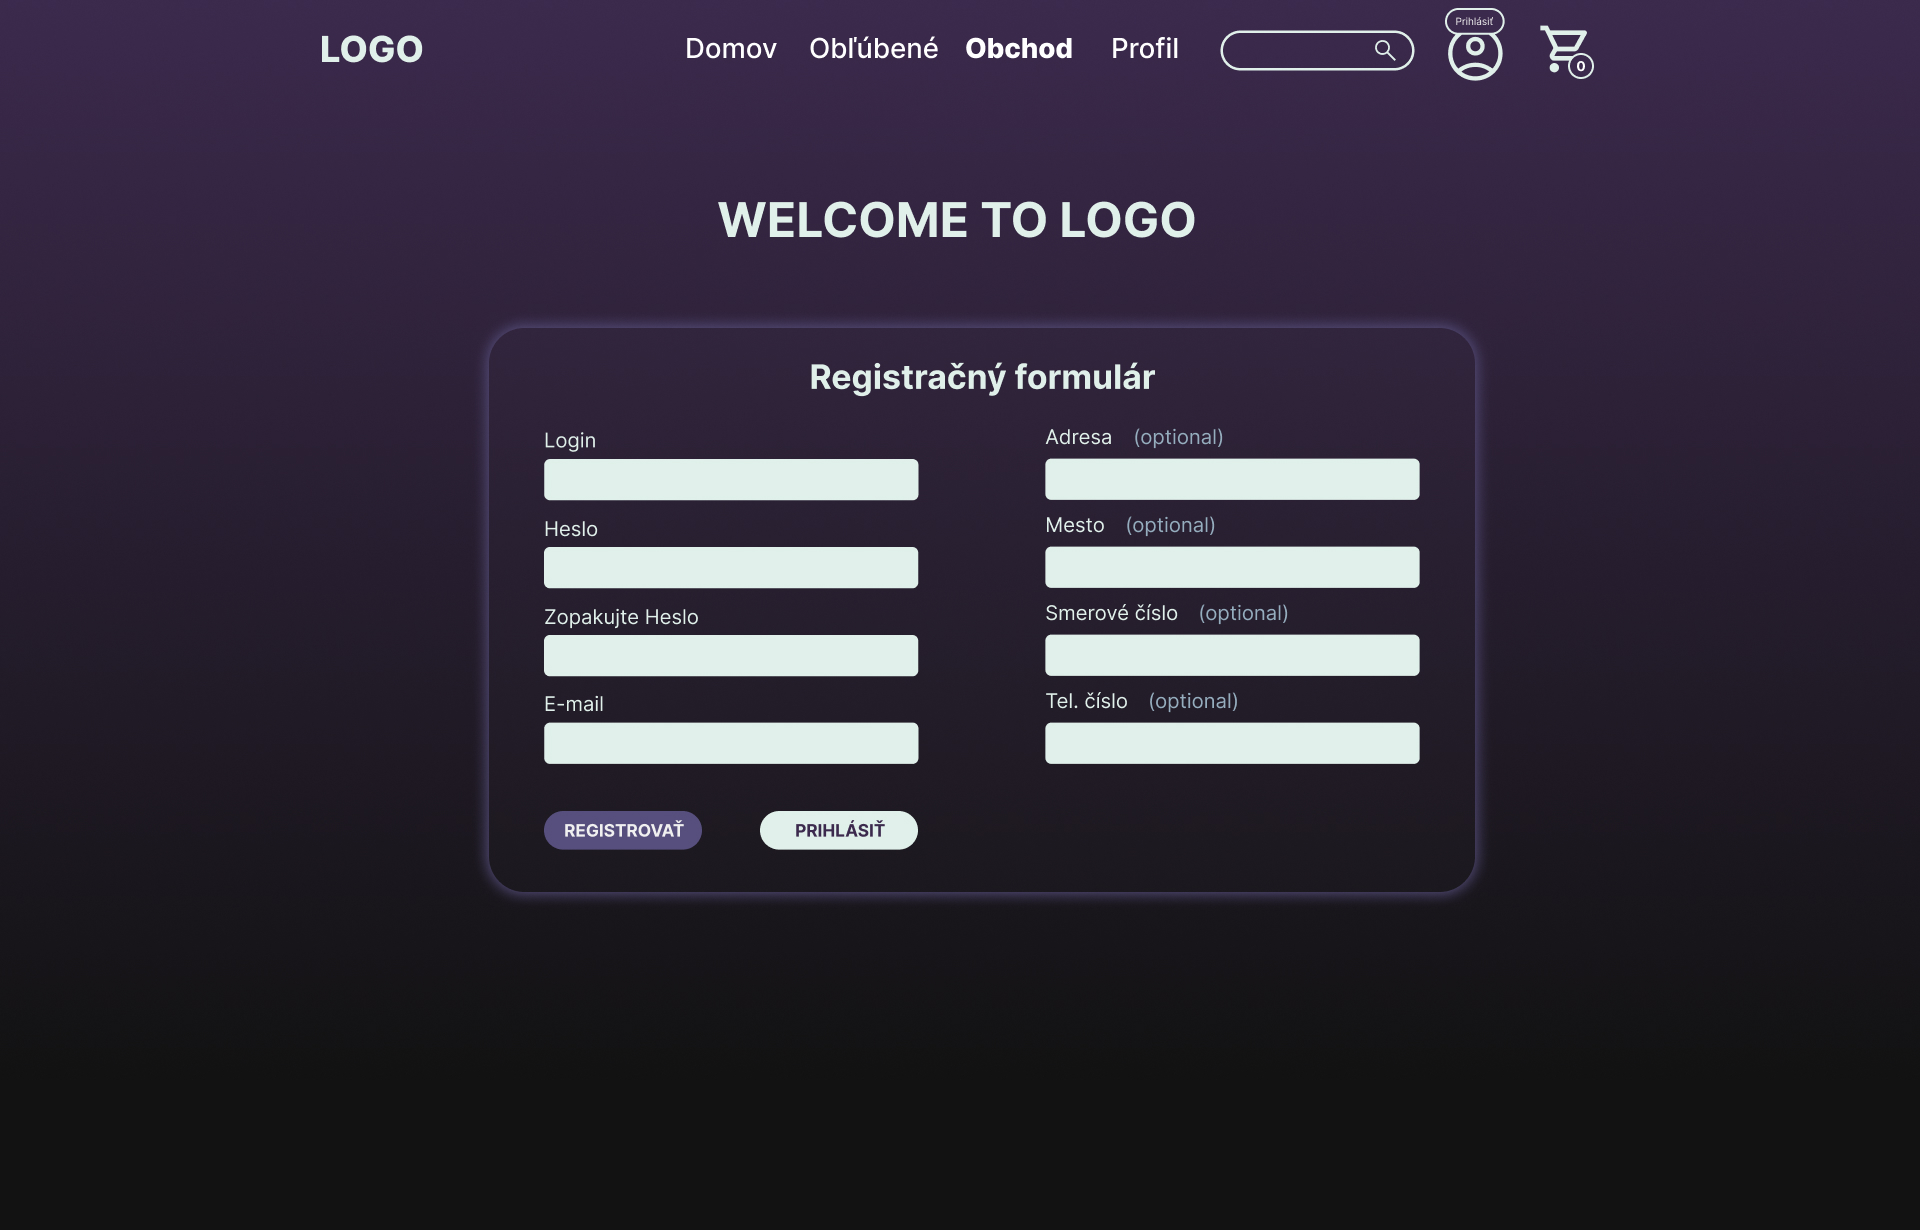 LOGO
Domov Obľúbené Obchod Profil
Prihlásiť
0
WELCOME TO LOGO
Registračný formulár
Login
Heslo
Zopakujte Heslo
E-mail
Adresa (optional)
Mesto (optional)
Smerové číslo (optional)
Tel. číslo (optional)
REGISTROVAŤ
PRIHLÁSIŤ